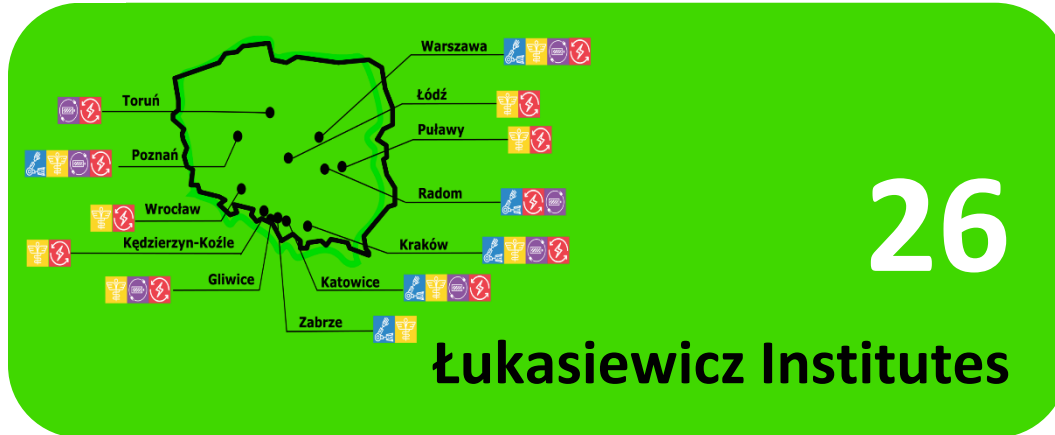 Warszawa
Toruń
Łódź
Puławy
Poznań
Radom
Wrocław
Kędzierzyn-Koźle
Kraków
Gliwice
Katowice
Zabrze
26
Łukasiewicz Institutes